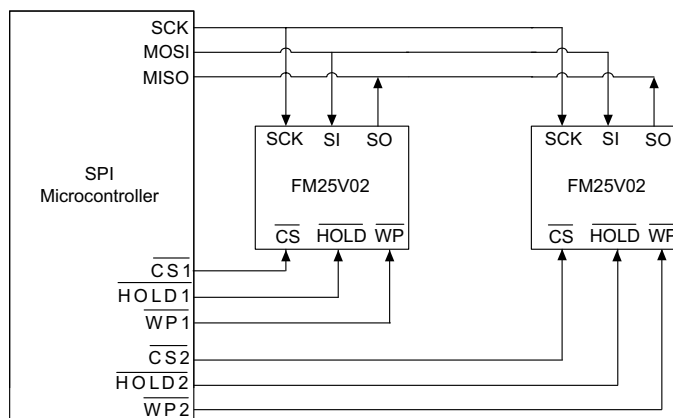 SCK
MOSI
MISO
SCK SI SO
SCK SI SO
FM25V02
FM25V02
SPI
Microcontroller
CS HOLD WP
CS HOLD WP
CS1
HOLD1
WP1
CS2
HOLD2
WP2